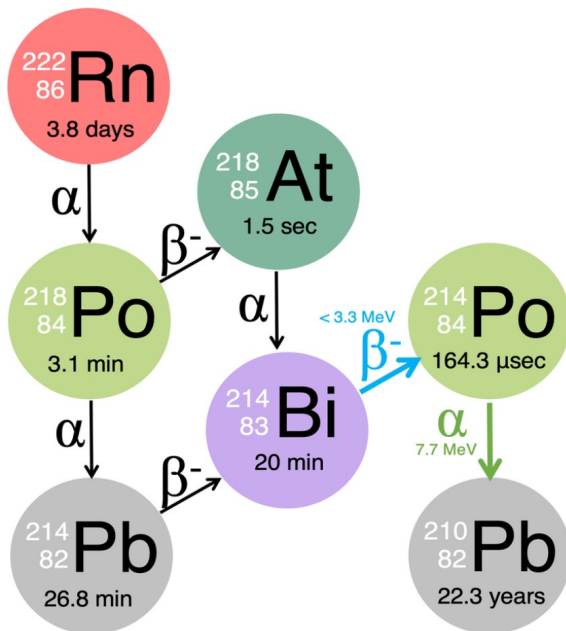 222
86 Rn
3.8 days
α
218
85 At
1.5 sec
β-
218
84 Po
3.1 min
α
< 3.3 MeV
β-
214
84 Po
164.3 μsec
α
214
83 Bi
20 min
α
7.7 MeV
β-
214
82 Pb
26.8 min
210
82 Pb
22.3 years